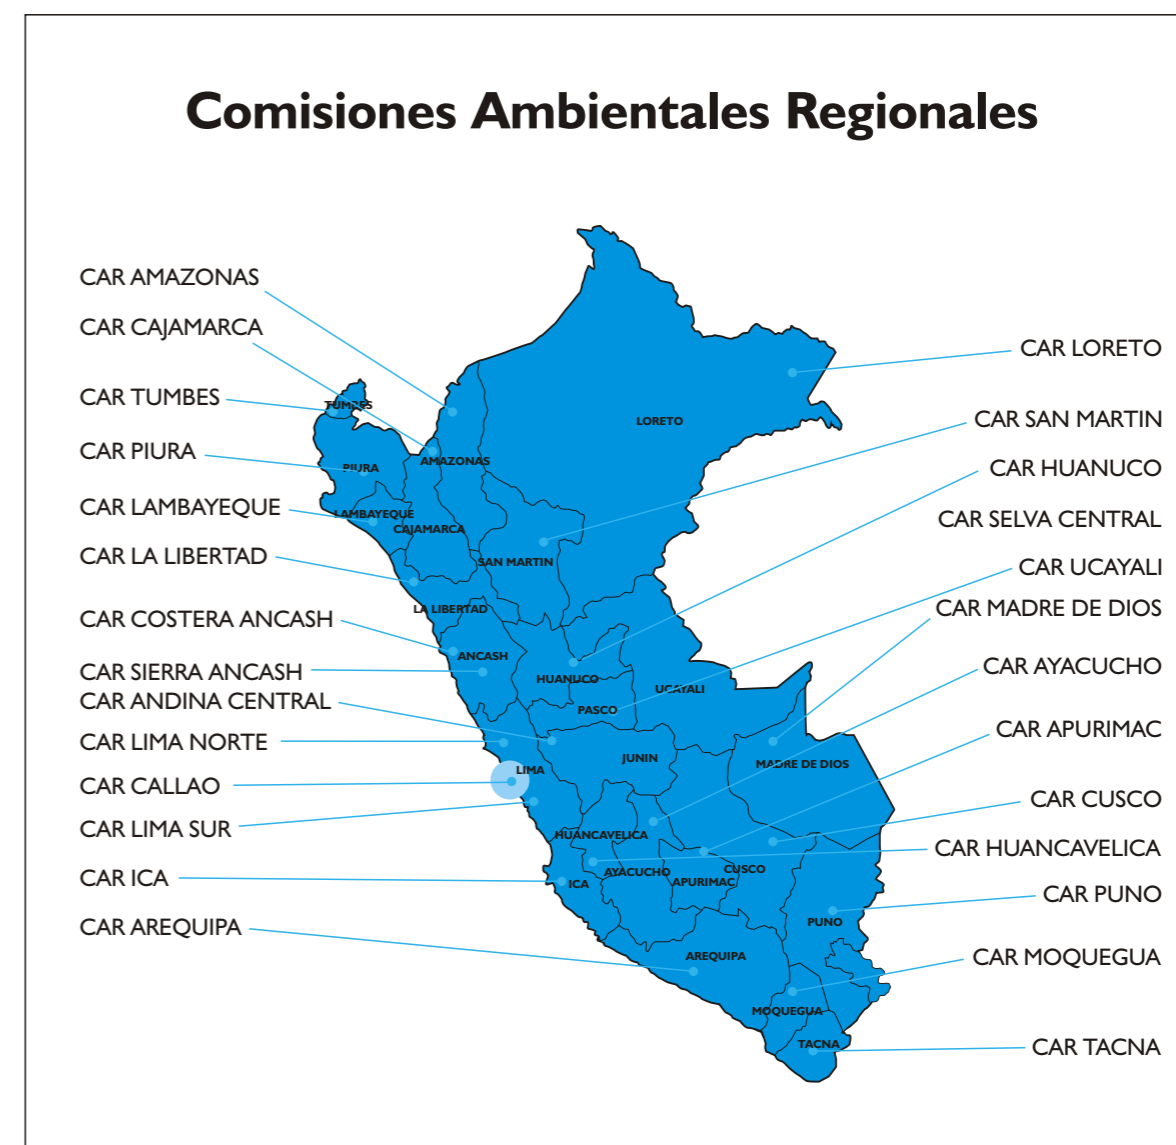 Comisiones Ambientales Regionales
CAR AMAZONAS
CAR CAJAMARCA
CAR TUMBES
CAR PIURA
CAR LAMBAYEQUE
CAR LA LIBERTAD
CAR COSTERA ANCASH
CAR SIERRA ANCASH
CAR ANDINA CENTRAL
CAR LIMA NORTE
CAR CALLAO
CAR LIMA SUR
CAR ICA
CAR AREQUIPA
TUMBES
LORETO
PIURA
AMAZONAS
LAMBAYEQUE
CAJAMARCA
SAN MARTIN
LA LIBERTAD
ANCASH
HUANUCO
UCAYALI
PASCO
JUNIN
MADRE DE DIOS
LIMA
HUANCAVELICA
AYACUCHO
CUSCO
APURIMAC
ICA
PUNO
AREQUIPA
MOQUEGUA
TACNA
CAR LORETO
CAR SAN MARTIN
CAR HUANUCO
CAR SELVA CENTRAL
CAR UCAYALI
CAR MADRE DE DIOS
CAR AYACUCHO
CAR APURIMAC
CAR CUSCO
CAR HUANCAVELICA
CAR PUNO
CAR MOQUEGUA
CAR TACNA